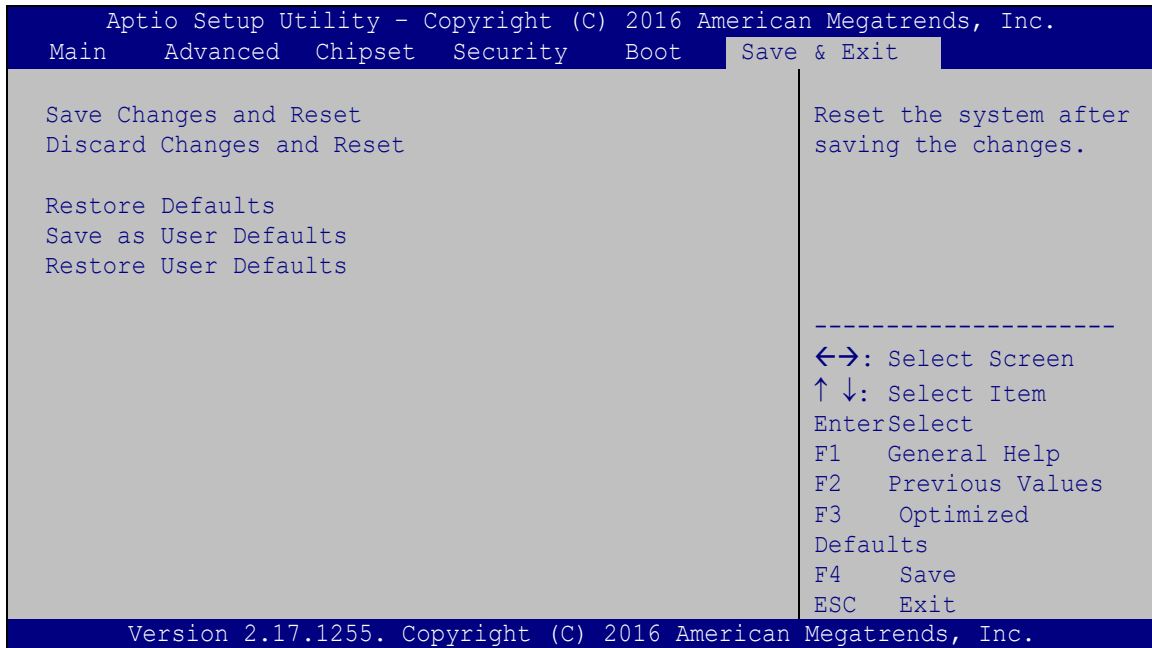 Aptio Setup Utility – Copyright (C) 2016 American Megatrends, Inc.
Main Advanced Chipset Security Boot Save & Exit
Save Changes and Reset
Discard Changes and Reset
Restore Defaults
Save as User Defaults
Restore User Defaults
Reset the system after
saving the changes.
----------------------
←→: Select Screen
↑ ↓: Select Item
EnterSelect
F1 General Help
F2 Previous Values
F3 Optimized
Defaults
F4 Save
ESC Exit
Version 2.17.1255. Copyright (C) 2016 American Megatrends, Inc.